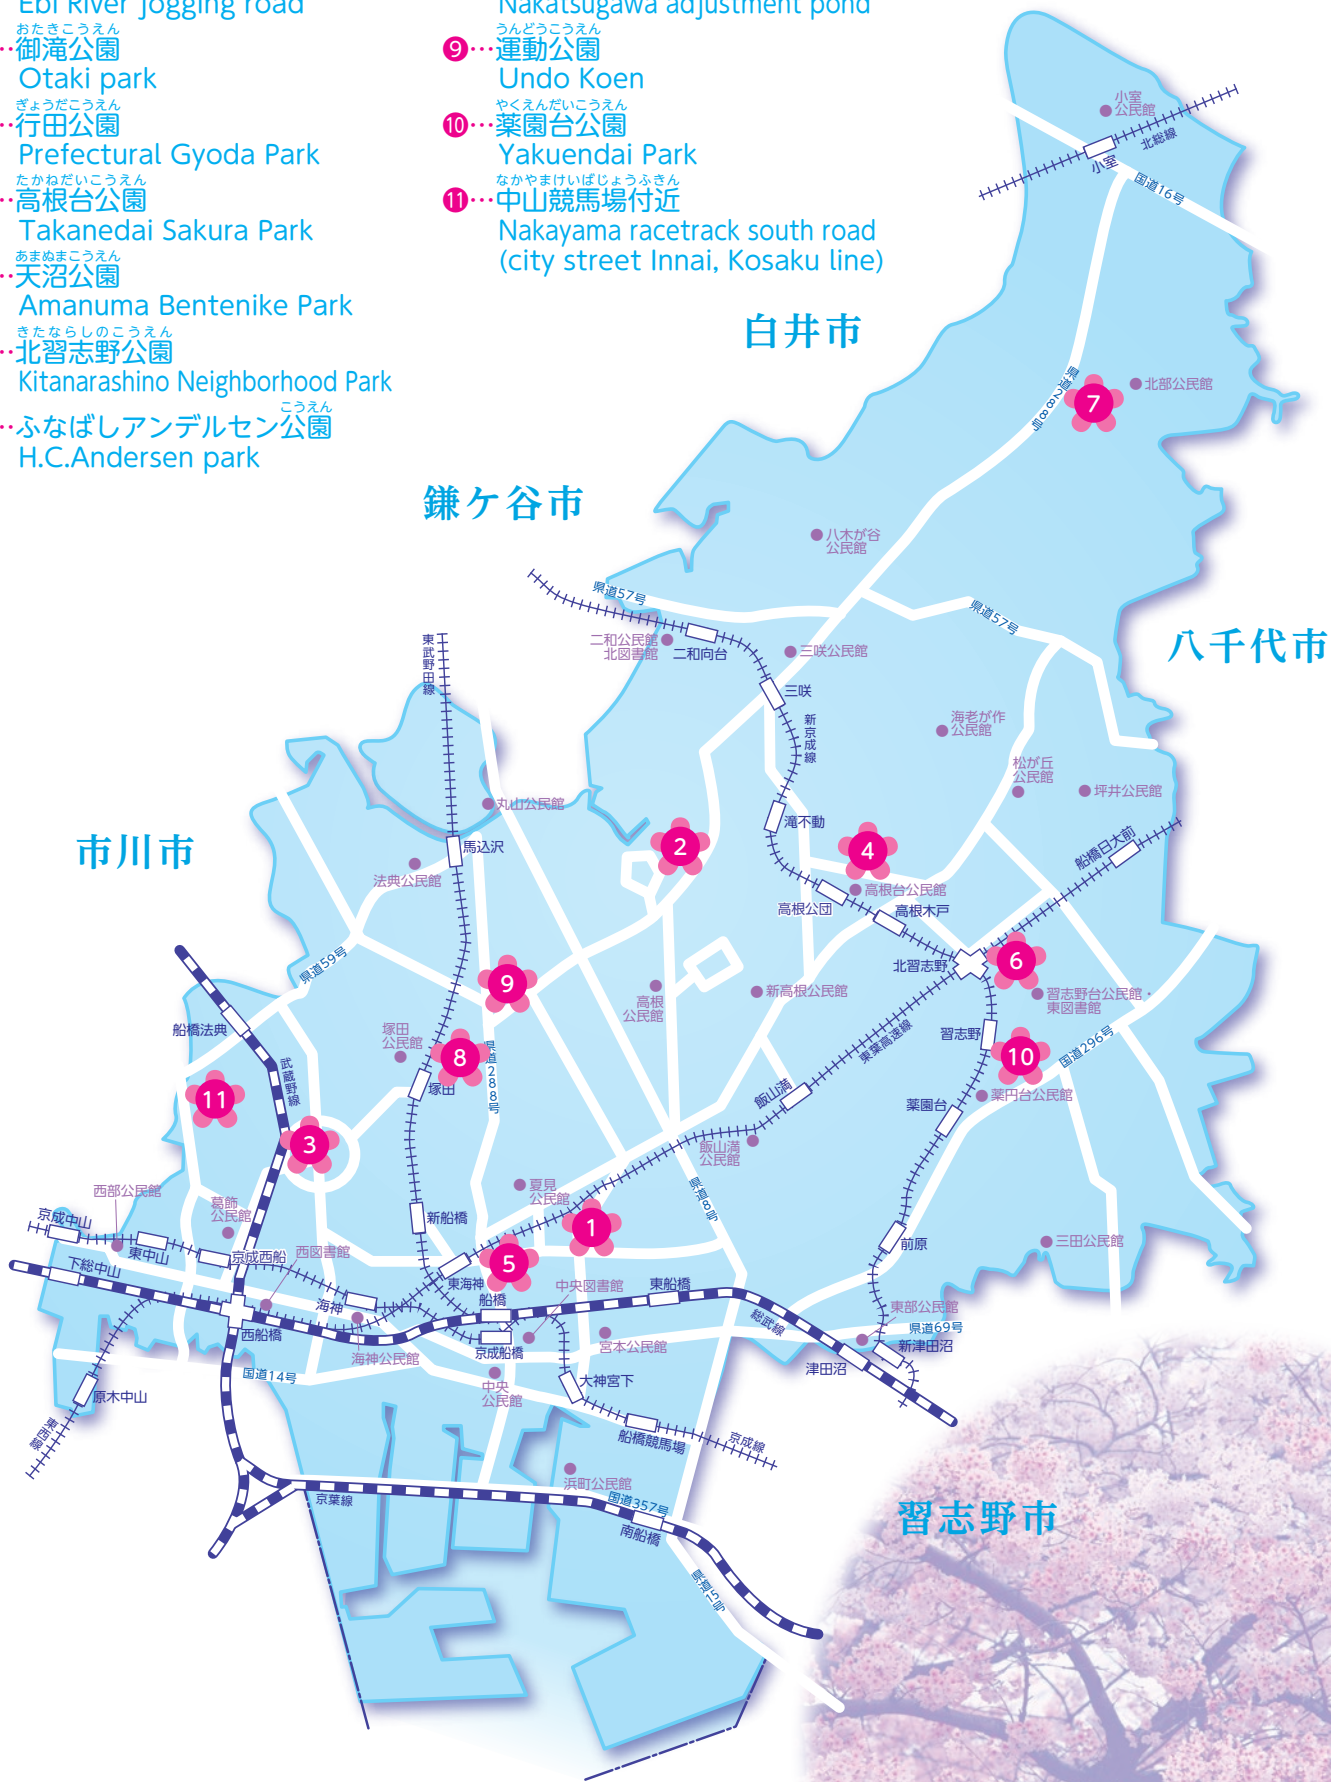 Ebi River jogging road
おたきこうえん
御滝公園
Otaki park
ぎょうだこうえん
行田公園
Prefectural Gyoda Park
たかねだいこうえん
高根台公園
Takanedai Sakura Park
あまぬまこうえん
天沼公園
Amanuma Bentenike Park
きたならしのこうえん
北習志野公園
Kitanarashino Neighborhood Park
こうえん
ふなばしアンデルセン公園
H.C.Andersen park
Nakatsugawa adjustment pond
うんどうこうえん
9…運動公園
Undo Koen
やくえんだいこうえん
10…薬園台公園
Yakuendai Park
なかやまけいばじょうふきん
11…中山競馬場付近
Nakayama racetrack south road
(city street Innai, Kosaku line)
小室
公民館
北総線
小室
国道16号
白井市
県道288号
7
北部公民館
鎌ケ谷市
八木が谷
公民館
県道57号
県道57号
二和公民館
北図書館
二和向台
三咲公民館
八千代市
東武野田線
三咲
新京成線
海老が作
公民館
松が丘
公民館
坪井公民館
丸山公民館
市川市
馬込沢
2
滝不動
4
船橋日大前
法典公民館
高根台公民館
高根公団
高根木戸
県道59号
9
北習志野
6
高根
公民館
新高根公民館
習志野台公民館・
東図書館
船橋法典
塚田
公民館
8
県道288号
習志野
10
国道296号
東葉高速線
武蔵野線
塚田
11
飯山満
薬円台公民館
薬園台
3
飯山満
公民館
西部公民館
葛飾
公民館
夏見
公民館
県道8号
京成中山
新船橋
1
東中山
京成西船
西図書館
5
前原
三田公民館
下総中山
東海神
中央図書館
東船橋
海神
船橋
総武線
東部公民館
県道69号
西船橋
海神公民館
京成船橋
宮本公民館
新津田沼
国道14号
中央
公民館
大神宮下
津田沼
原木中山
東西線
船橋競馬場
京成線
浜町公民館
京葉線
国道357号
南船橋
習志野市
県道15号